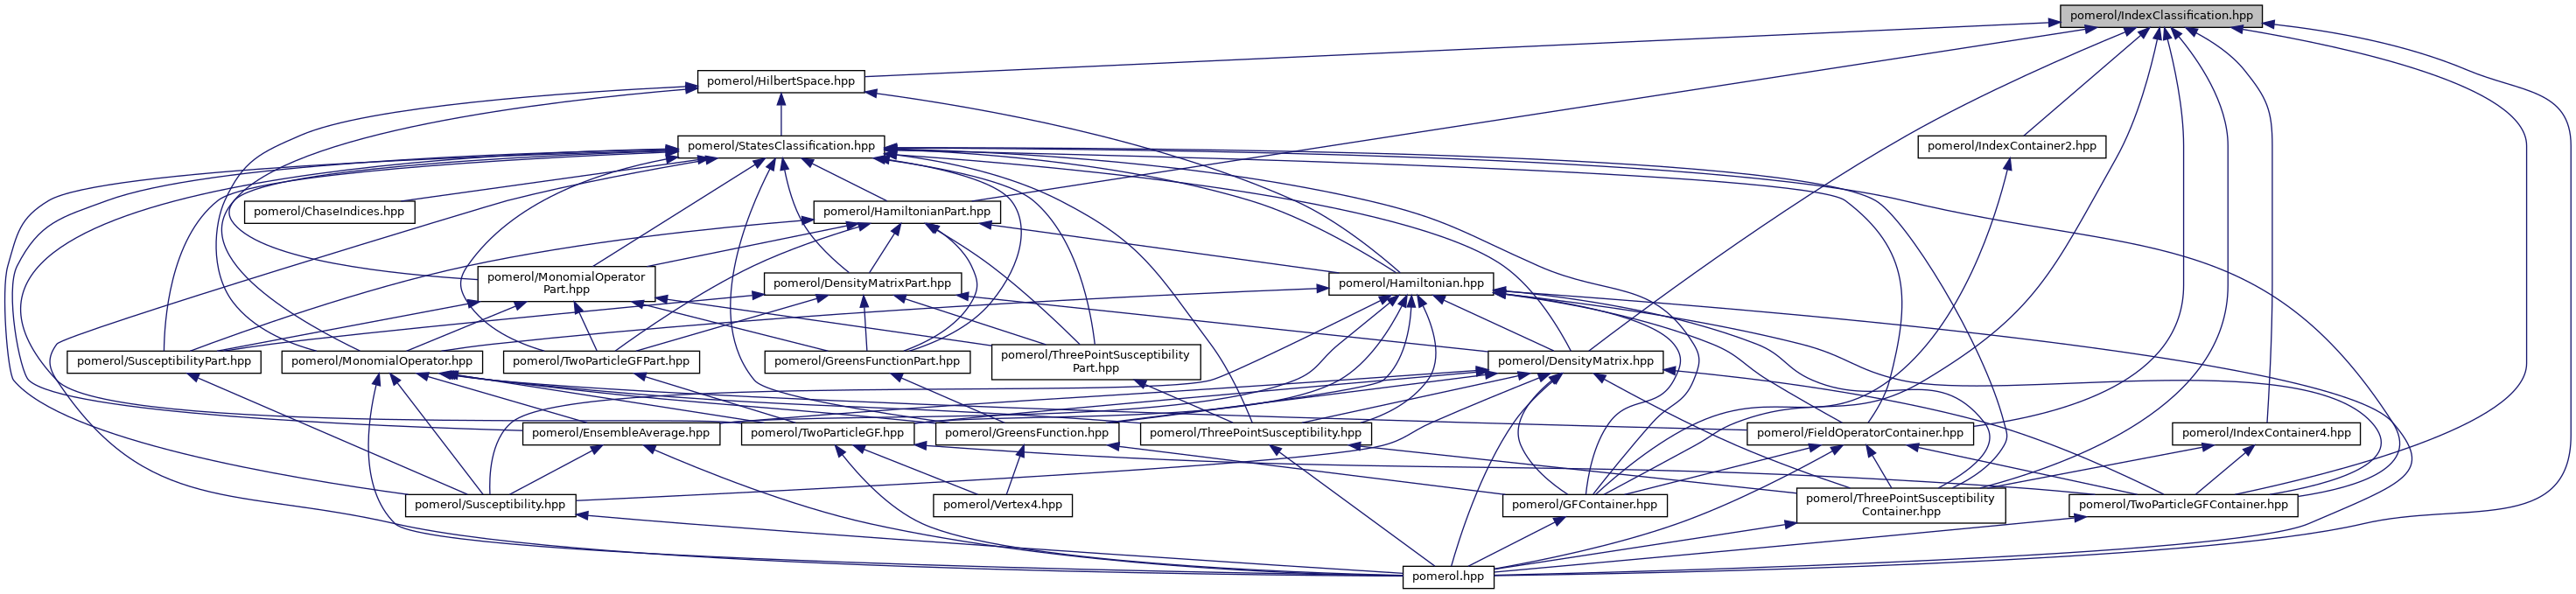 pomerol/IndexClassification.hpp
pomerol/HilbertSpace.hpp
pomerol/StatesClassification.hpp
pomerol/IndexContainer2.hpp
pomerol/ChaseIndices.hpp
pomerol/HamiltonianPart.hpp
pomerol/MonomialOperator
Part.hpp
pomerol/DensityMatrixPart.hpp
pomerol/Hamiltonian.hpp
pomerol/SusceptibilityPart.hpp
pomerol/MonomialOperator.hpp
pomerol/TwoParticleGFPart.hpp
pomerol/GreensFunctionPart.hpp
pomerol/ThreePointSusceptibility
Part.hpp
pomerol/DensityMatrix.hpp
pomerol/EnsembleAverage.hpp
pomerol/TwoParticleGF.hpp
pomerol/GreensFunction.hpp
pomerol/ThreePointSusceptibility.hpp
pomerol/FieldOperatorContainer.hpp
pomerol/IndexContainer4.hpp
pomerol/Susceptibility.hpp
pomerol/Vertex4.hpp
pomerol/GFContainer.hpp
pomerol/ThreePointSusceptibility
Container.hpp
pomerol/TwoParticleGFContainer.hpp
pomerol.hpp